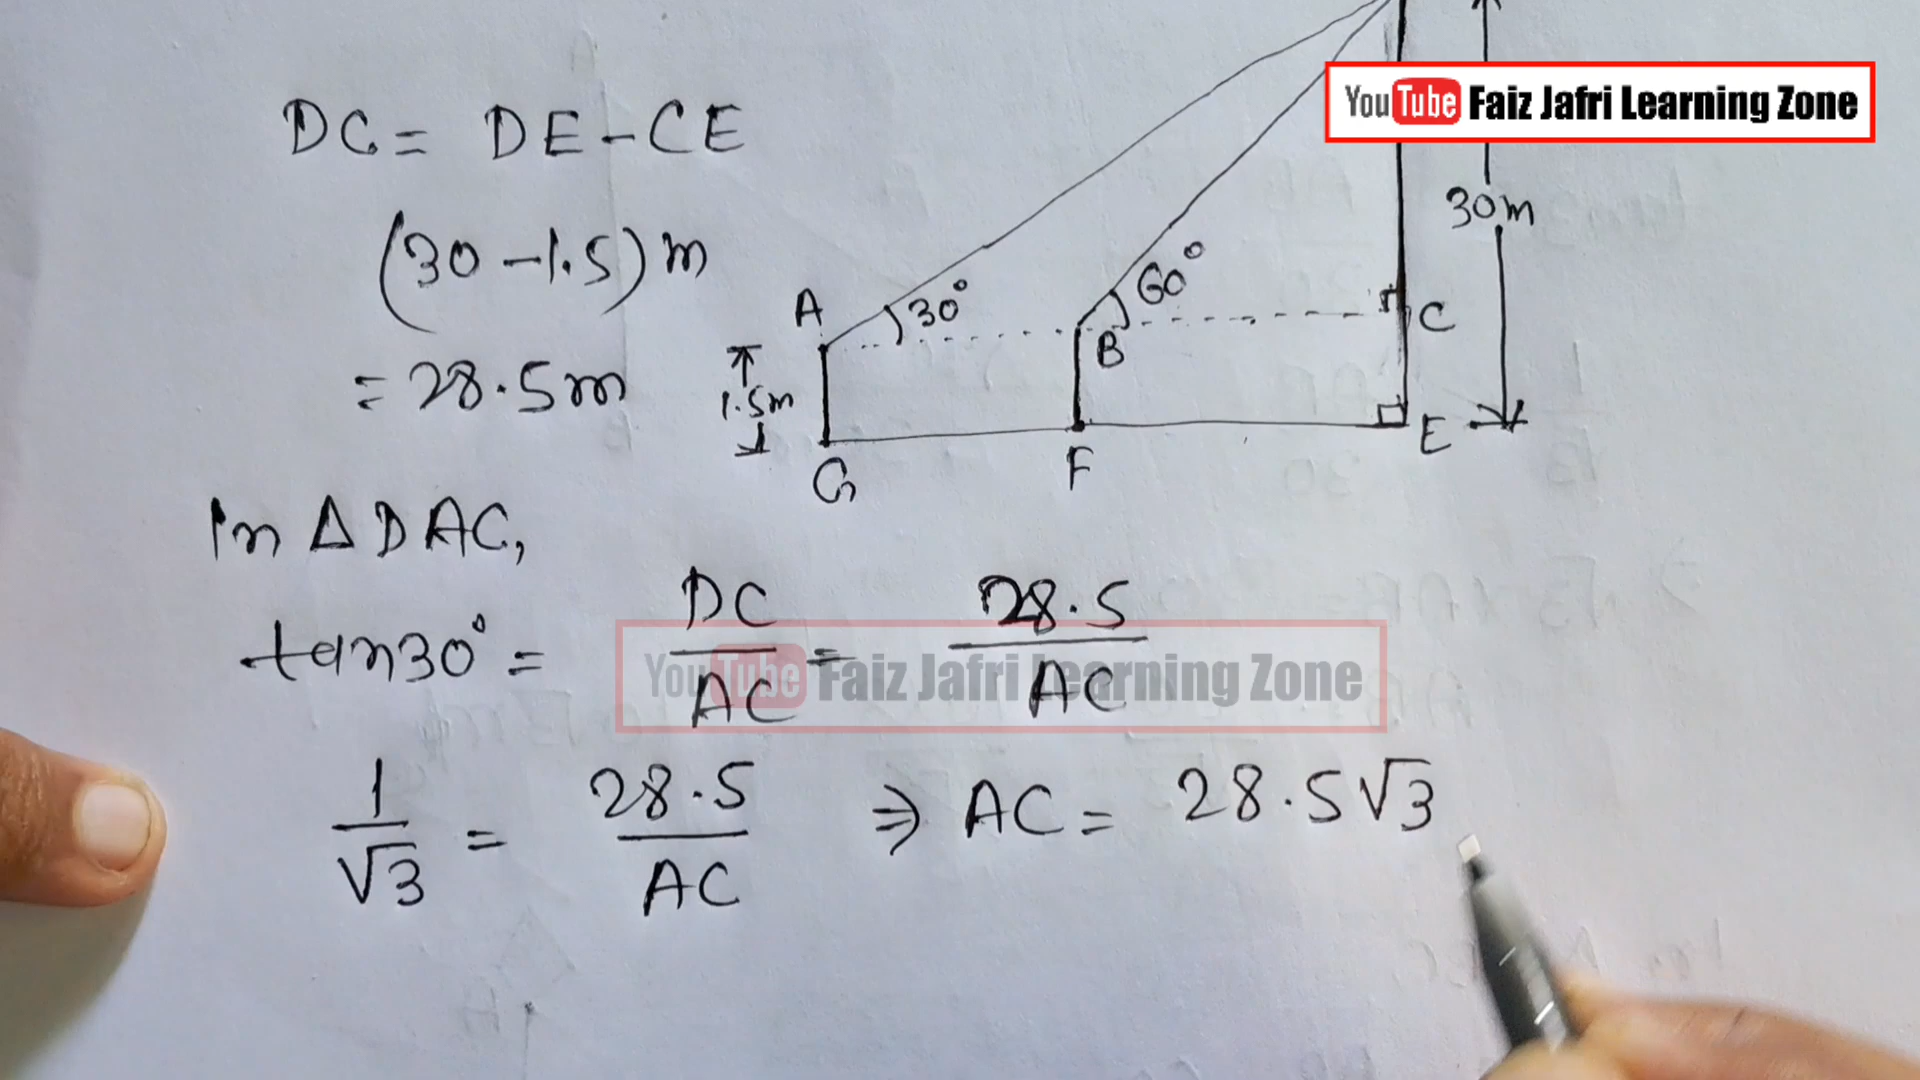 YouTube Faiz Jafri Learning Zone
DC = DE - CE
(30 - 1.5) m
= 28.5m
30m
A
30°
60°
B
C
1.5m
G
F
E
In △DAC,
tan30° = DC/AC = 28.5/AC
YouTube Faiz Jafri Learning Zone
1/√3 = 28.5/AC ⇒ AC = 28.5√3